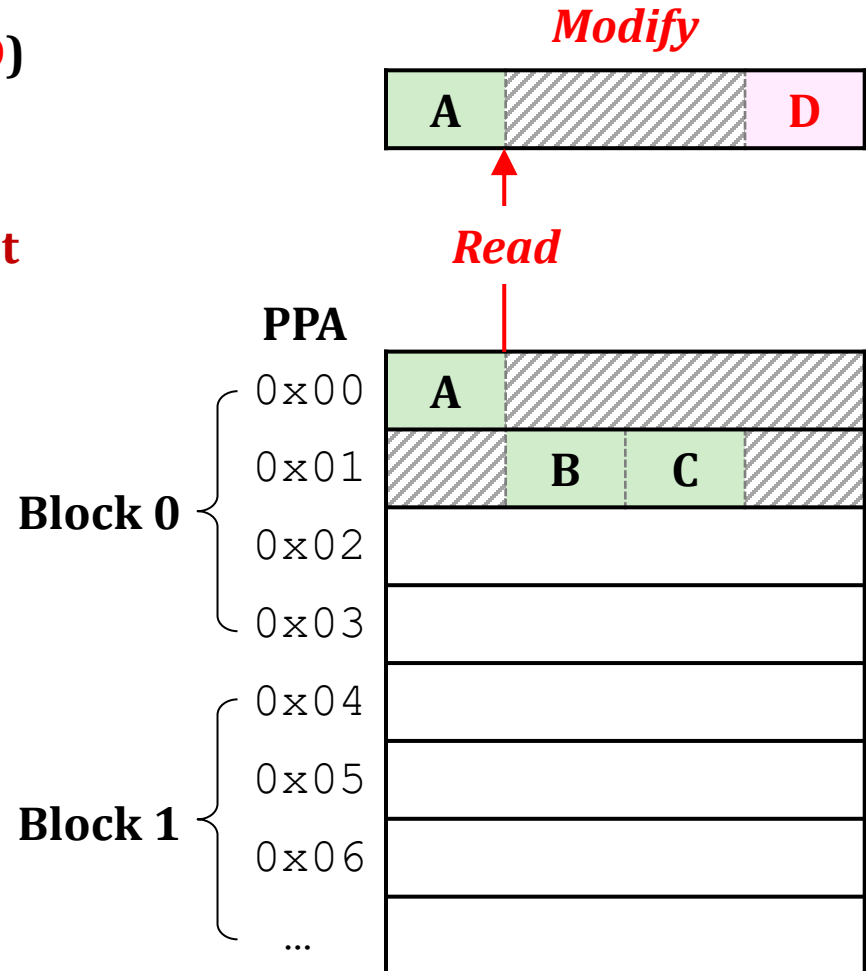 Modify
)
A D
t
Read
PPA
0x00 A
0x01 B C
Block 0
0x02
0x03
0x04
0x05
Block 1
0x06
...